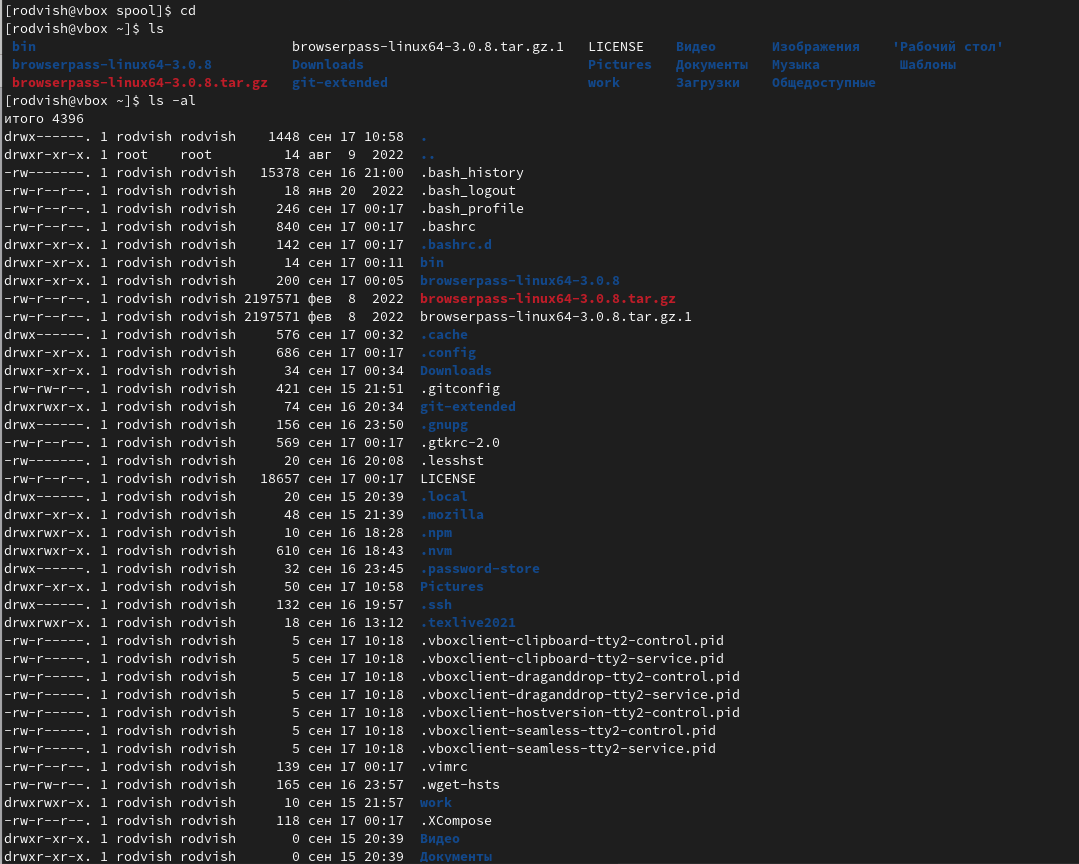 [rodvish@vbox spool]$ cd
[rodvish@vbox ~]$ ls
bin browserpass-linux64-3.0.8.tar.gz.1 LICENSE Видео Изображения 'Рабочий стол'
browserpass-linux64-3.0.8 Downloads Pictures Документы Музыка Шаблоны
browserpass-linux64-3.0.8.tar.gz git-extended work Загрузки Общедоступные
[rodvish@vbox ~]$ ls -al
итого 4396
drwx------. 1 rodvish rodvish 1448 сен 17 10:58 .
drwxr-xr-x. 1 root root 14 авг 9 2022 ..
-rw-------. 1 rodvish rodvish 15378 сен 16 21:00 .bash_history
-rw-r--r--. 1 rodvish rodvish 18 янв 20 2022 .bash_logout
-rw-r--r--. 1 rodvish rodvish 246 сен 17 00:17 .bash_profile
-rw-r--r--. 1 rodvish rodvish 840 сен 17 00:17 .bashrc
drwxr-xr-x. 1 rodvish rodvish 142 сен 17 00:17 .bashrc.d
drwxr-xr-x. 1 rodvish rodvish 14 сен 17 00:11 bin
drwxr-xr-x. 1 rodvish rodvish 200 сен 17 00:05 browserpass-linux64-3.0.8
-rw-r--r--. 1 rodvish rodvish 2197571 фев 8 2022 browserpass-linux64-3.0.8.tar.gz
-rw-r--r--. 1 rodvish rodvish 2197571 фев 8 2022 browserpass-linux64-3.0.8.tar.gz.1
drwx------. 1 rodvish rodvish 576 сен 17 00:32 .cache
drwxr-xr-x. 1 rodvish rodvish 686 сен 17 00:17 .config
drwxr-xr-x. 1 rodvish rodvish 34 сен 17 00:34 Downloads
-rw-rw-r--. 1 rodvish rodvish 421 сен 15 21:51 .gitconfig
drwxrwxr-x. 1 rodvish rodvish 74 сен 16 20:34 git-extended
drwx------. 1 rodvish rodvish 156 сен 16 23:50 .gnupg
-rw-r--r--. 1 rodvish rodvish 569 сен 17 00:17 .gtkrc-2.0
-rw-------. 1 rodvish rodvish 20 сен 16 20:08 .lesshst
-rw-r--r--. 1 rodvish rodvish 18657 сен 17 00:17 LICENSE
drwx------. 1 rodvish rodvish 20 сен 15 20:39 .local
drwxr-xr-x. 1 rodvish rodvish 48 сен 15 21:39 .mozilla
drwxrwxr-x. 1 rodvish rodvish 10 сен 16 18:28 .npm
drwxrwxr-x. 1 rodvish rodvish 610 сен 16 18:43 .nvm
drwx------. 1 rodvish rodvish 32 сен 16 23:45 .password-store
drwxr-xr-x. 1 rodvish rodvish 50 сен 17 10:58 Pictures
drwx------. 1 rodvish rodvish 132 сен 16 19:57 .ssh
drwxrwxr-x. 1 rodvish rodvish 18 сен 16 13:12 .texlive2021
-rw-r-----. 1 rodvish rodvish 5 сен 17 10:18 .vboxclient-clipboard-tty2-control.pid
-rw-r-----. 1 rodvish rodvish 5 сен 17 10:18 .vboxclient-clipboard-tty2-service.pid
-rw-r-----. 1 rodvish rodvish 5 сен 17 10:18 .vboxclient-draganddrop-tty2-control.pid
-rw-r-----. 1 rodvish rodvish 5 сен 17 10:18 .vboxclient-draganddrop-tty2-service.pid
-rw-r-----. 1 rodvish rodvish 5 сен 17 10:18 .vboxclient-hostversion-tty2-control.pid
-rw-r-----. 1 rodvish rodvish 5 сен 17 10:18 .vboxclient-seamless-tty2-control.pid
-rw-r-----. 1 rodvish rodvish 5 сен 17 10:18 .vboxclient-seamless-tty2-service.pid
-rw-r--r--. 1 rodvish rodvish 139 сен 17 00:17 .vimrc
-rw-rw-r--. 1 rodvish rodvish 165 сен 16 23:57 .wget-hsts
drwxrwxr-x. 1 rodvish rodvish 10 сен 15 21:57 work
-rw-r--r--. 1 rodvish rodvish 118 сен 17 00:17 .XCompose
drwxr-xr-x. 1 rodvish rodvish 0 сен 15 20:39 Видео
drwxr-xr-x. 1 rodvish rodvish 0 сен 15 20:39 Документы